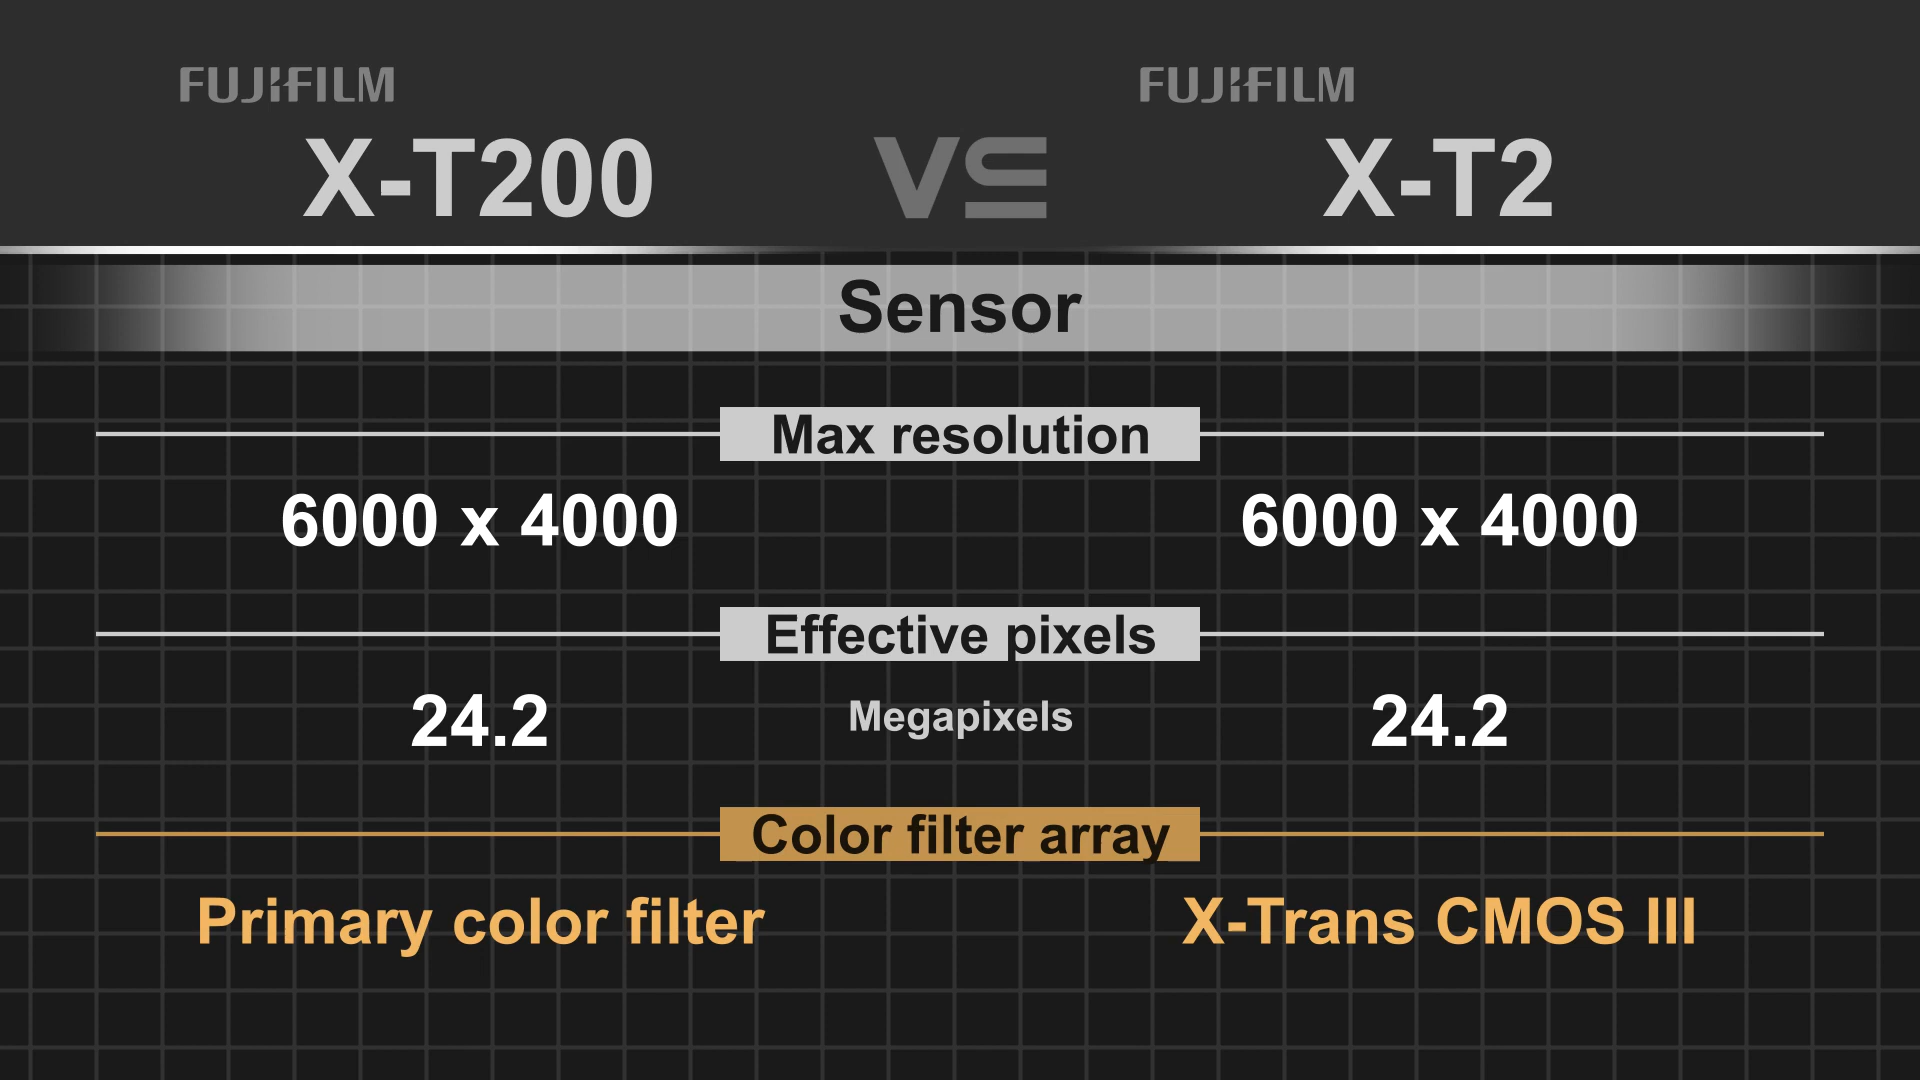 FUJIFILM FUJIFILM
X-T200 VS X-T2
Sensor
Max resolution
6000 x 4000 6000 x 4000
Effective pixels
24.2 Megapixels 24.2
Color filter array
Primary color filter X-Trans CMOS III